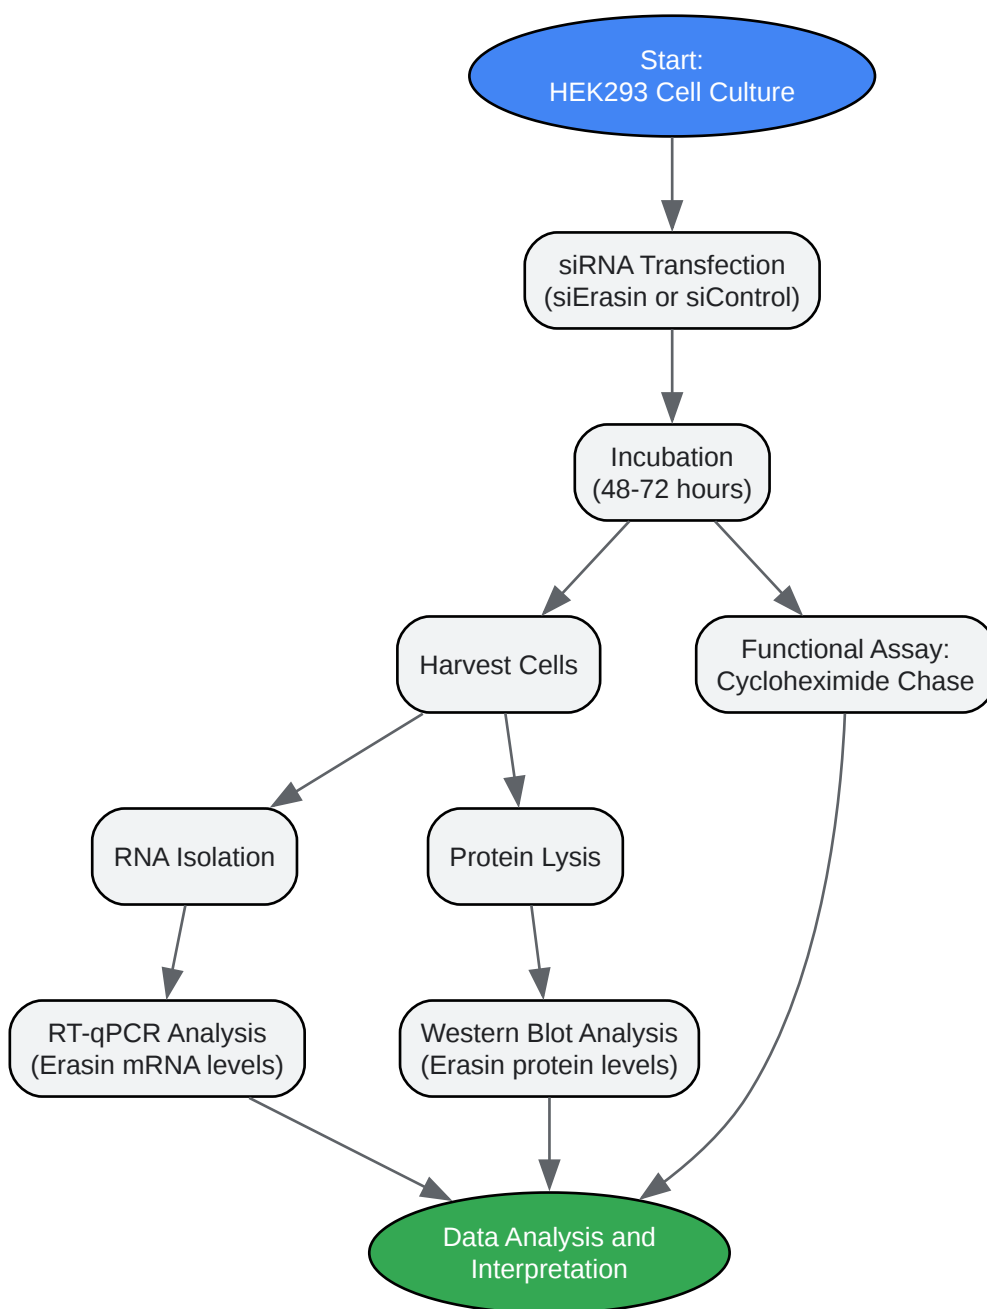 Start:
HEK293 Cell Culture
siRNA Transfection
(siErasin or siControl)
Incubation
(48-72 hours)
Harvest Cells
Functional Assay:
Cycloheximide Chase
RNA Isolation
Protein Lysis
RT-qPCR Analysis
(Erasin mRNA levels)
Western Blot Analysis
(Erasin protein levels)
Data Analysis and
Interpretation